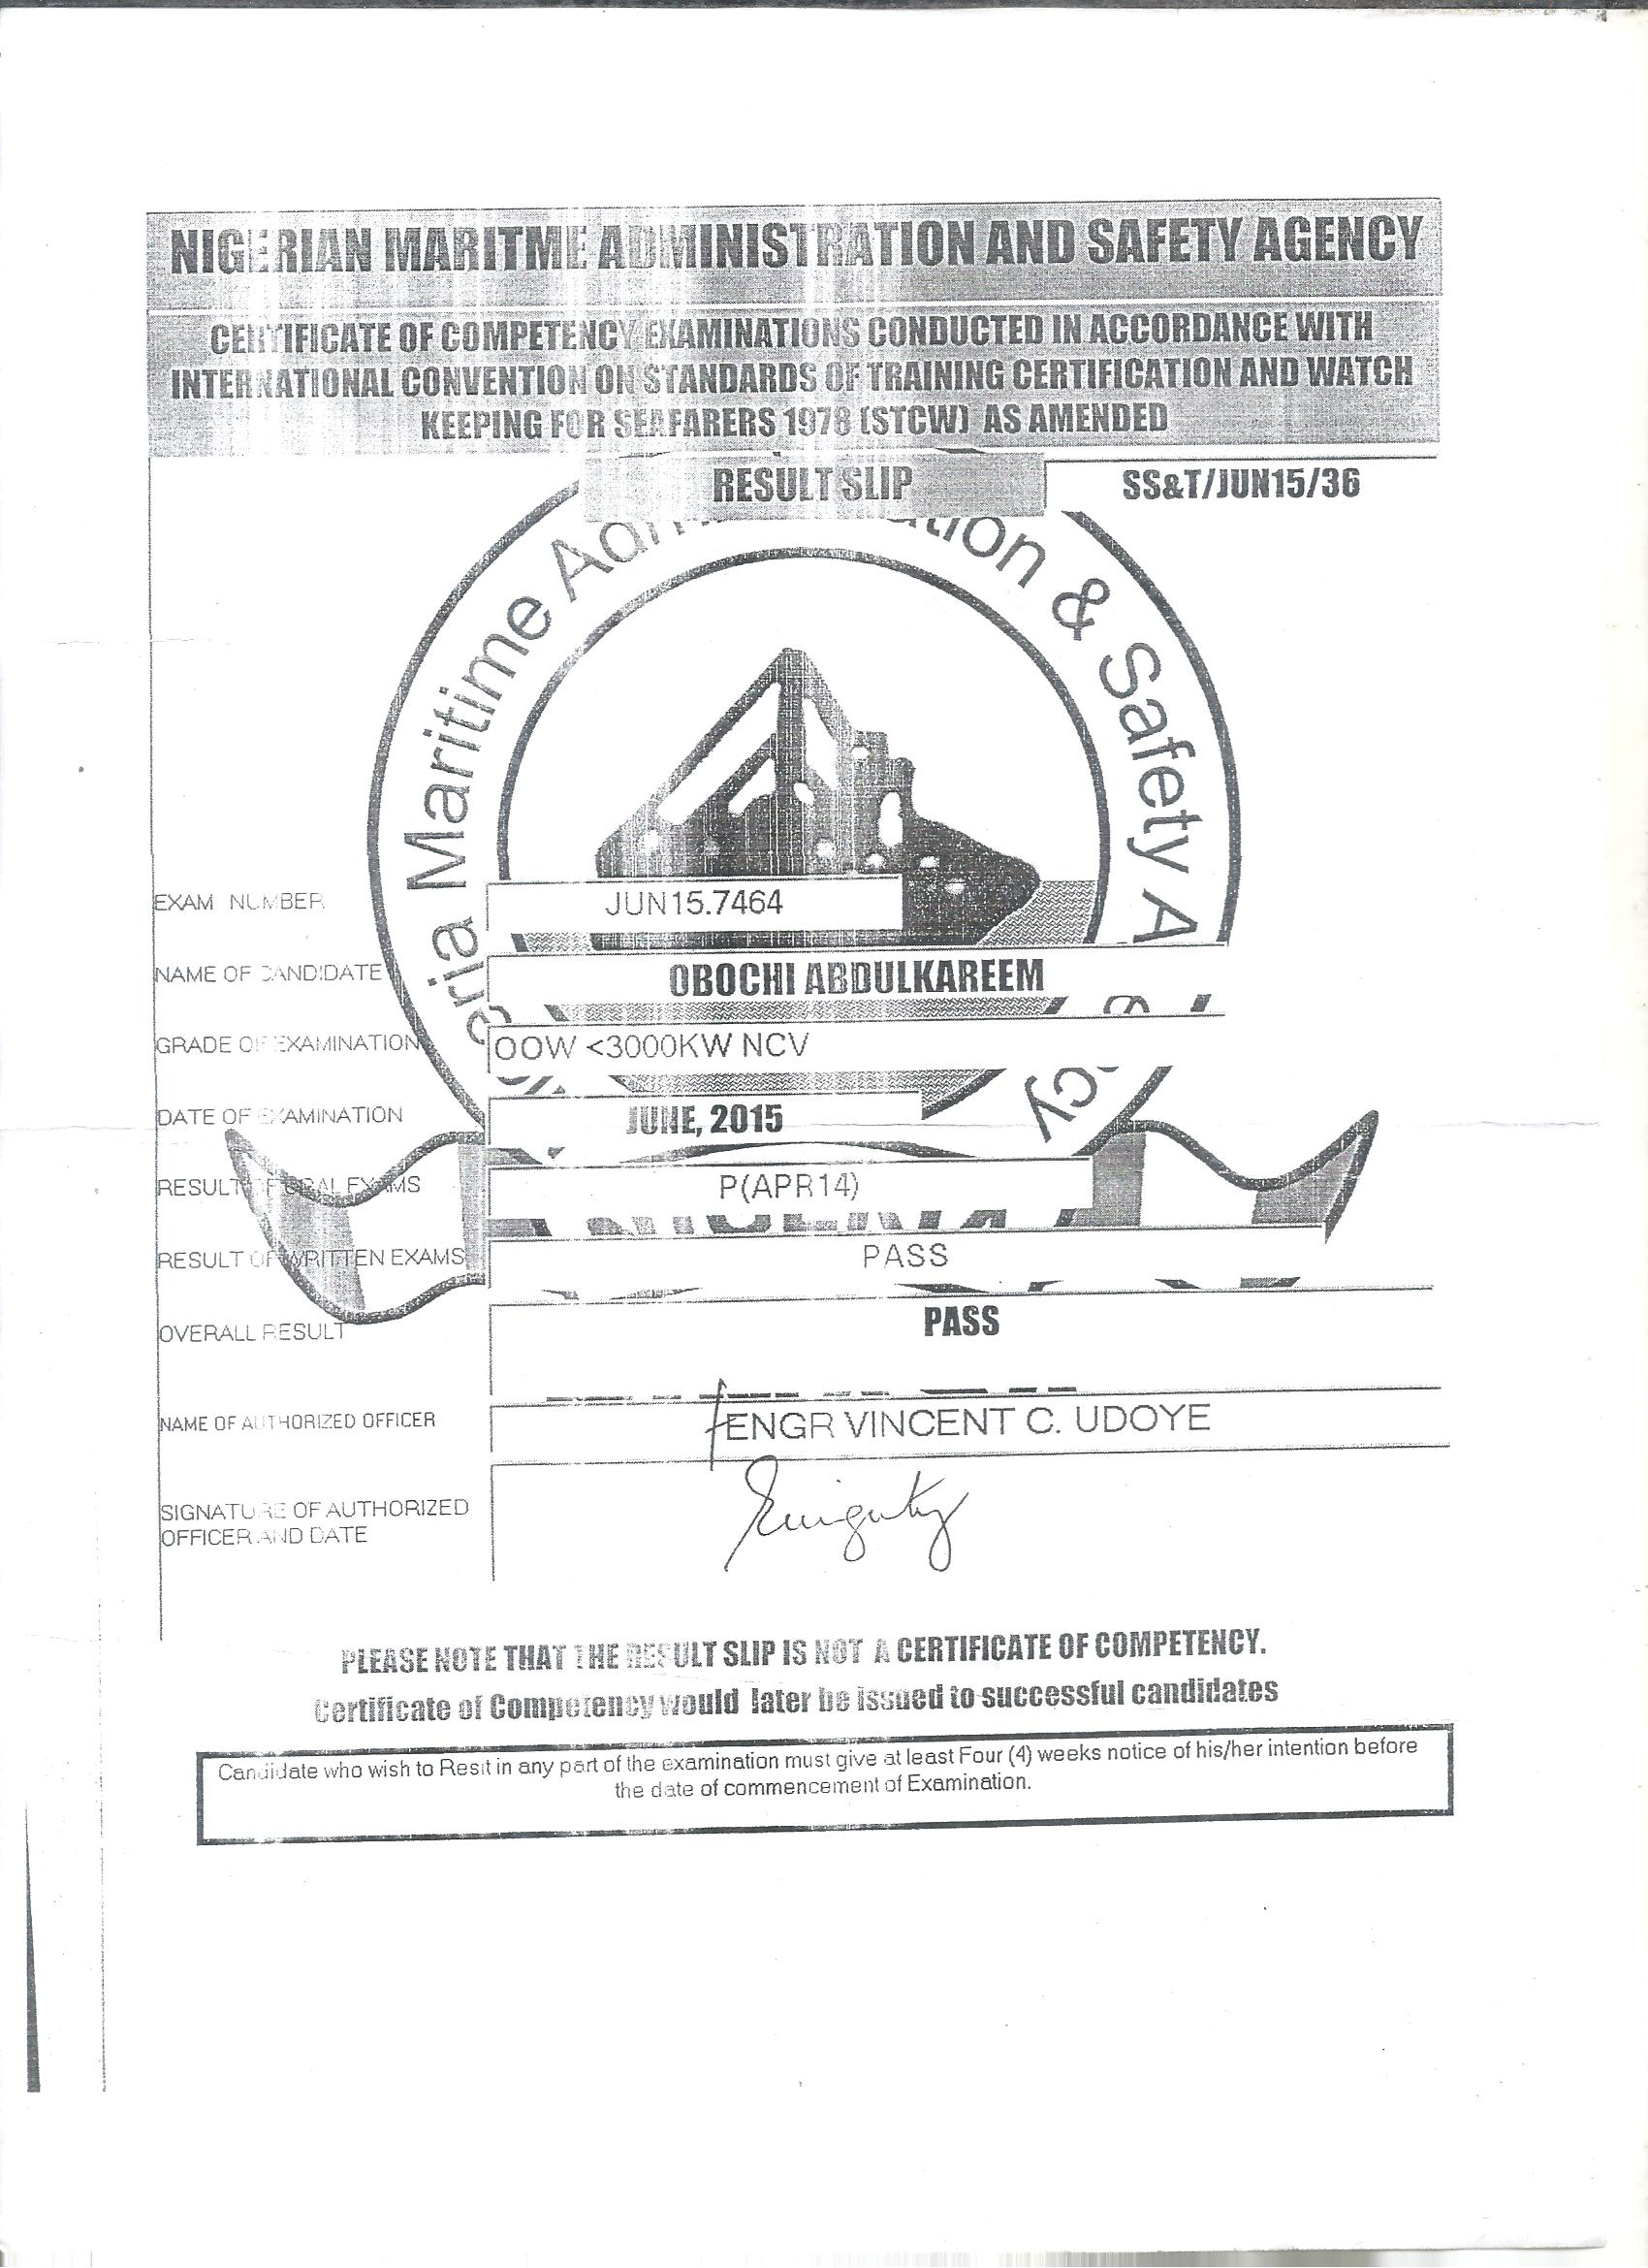 NIGERIAN MARITME ADMINISTRATION AND SAFETY AGENCY
CERTIFICATE OF COMPETENCY EXAMINATIONS CONDUCTED IN ACCORDANCE WITH
INTERNATIONAL CONVENTION ON STANDARDS OF TRAINING CERTIFICATION AND WATCH
KEEPING FOR SEAFARERS 1978 (STCW) AS AMENDED
RESULT SLIP SS&T/JUN15/36
Maritime & Safety
EXAM NUMBER JUN15.7464
NAME OF CANDIDATE OBOCHI ABDULKAREEM
GRADE OF EXAMINATION OOW <3000KW NCV
DATE OF EXAMINATION JUNE, 2015
RESULT OF ORAL EXAMS P(APR14)
RESULT OF WRITTEN EXAMS PASS
OVERALL RESULT PASS
NAME OF AUTHORIZED OFFICER ENGR VINCENT C. UDOYE
SIGNATURE OF AUTHORIZED
OFFICER AND DATE
PLEASE NOTE THAT THE RESULT SLIP IS NOT A CERTIFICATE OF COMPETENCY.
Certificate of Competency would later be issued to successful candidates
Candidate who wish to Resit in any part of the examination must give at least Four (4) weeks notice of his/her intention before
the date of commencement of Examination.